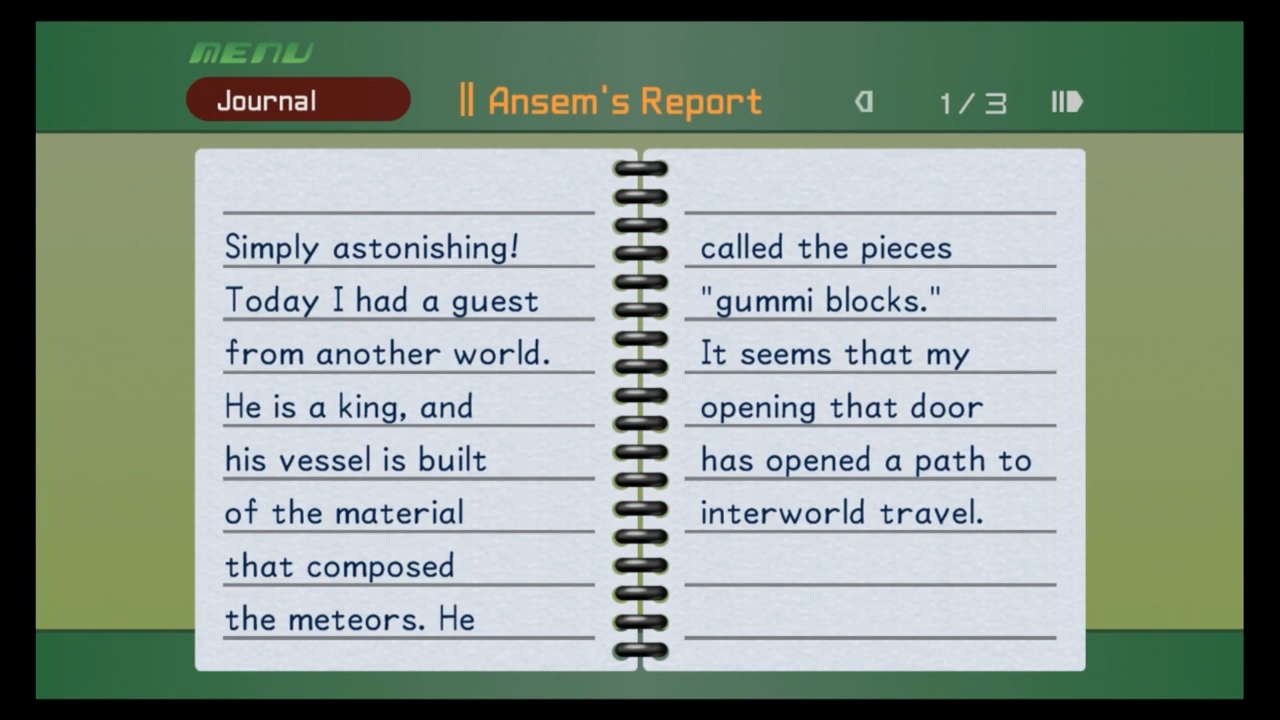 MENU
Journal
Ansem's Report
1/3
Simply astonishing!
Today I had a guest
from another world.
He is a king, and
his vessel is built
of the material
that composed
the meteors. He
called the pieces
"gummi blocks."
It seems that my
opening that door
has opened a path to
interworld travel.